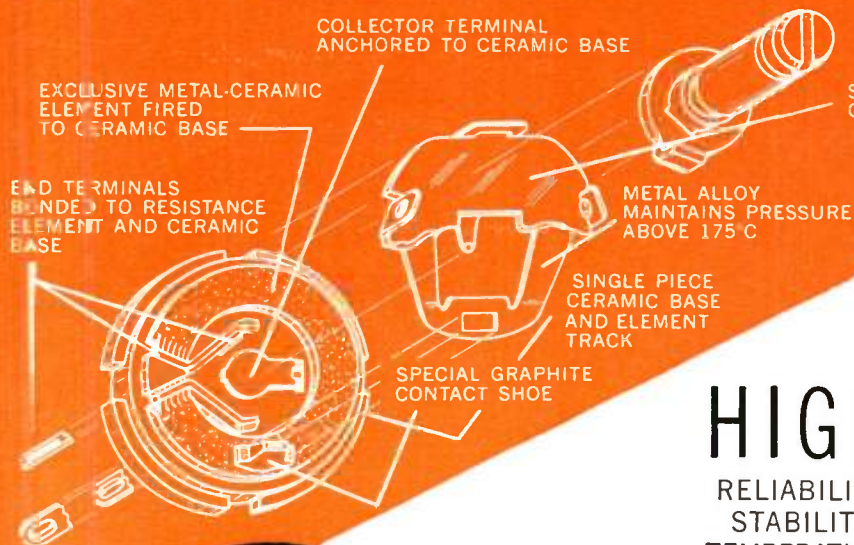 COLLECTOR TERMINAL
ANCHORED TO CERAMIC BASE
EXCLUSIVE METAL-CERAMIC
ELEMENT FIRED
TO CERAMIC BASE
END TERMINALS
BONDED TO RESISTANCE
ELEMENT AND CERAMIC
BASE
METAL ALLOY
MAINTAINS PRESSURE
ABOVE 175°C
SINGLE PIECE
CERAMIC BASE
AND ELEMENT
TRACK
SPECIAL GRAPHITE
CONTACT SHOE
HIG
RELIABILI
STABILIT